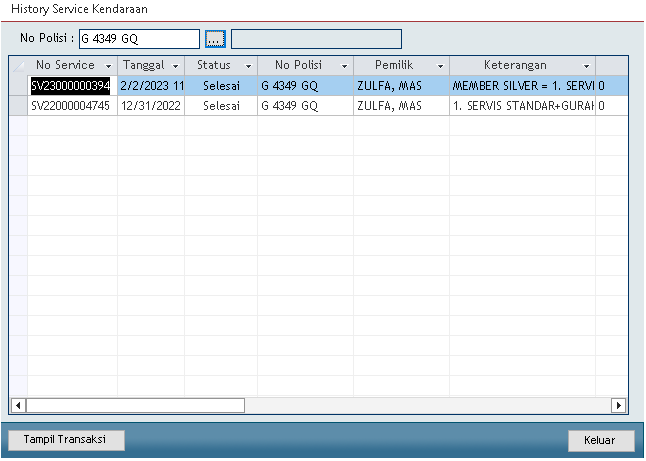 History Service Kendaraan
No Polisi : G 4349 GQ ...
No Service Tanggal Status No Polisi Pemilik Keterangan
SV23000000394 2/2/2023 11 Selesai G 4349 GQ ZULFA, MAS MEMBER SILVER = 1. SERVI 0
SV22000004745 12/31/2022 Selesai G 4349 GQ ZULFA, MAS 1. SERVIS STANDAR+GURAH 0
Tampil Transaksi Keluar